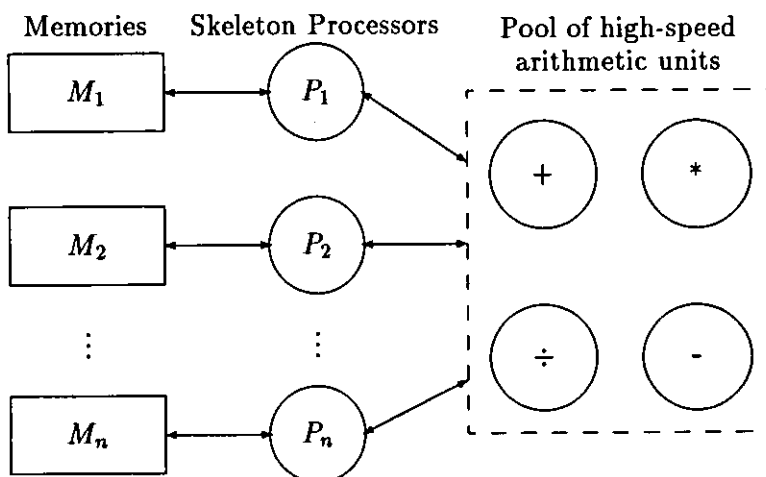 Memories Skeleton Processors Pool of high-speed
arithmetic units
M₁ P₁
+ *
M₂ P₂
⋮ ⋮
÷ -
Mₙ Pₙ